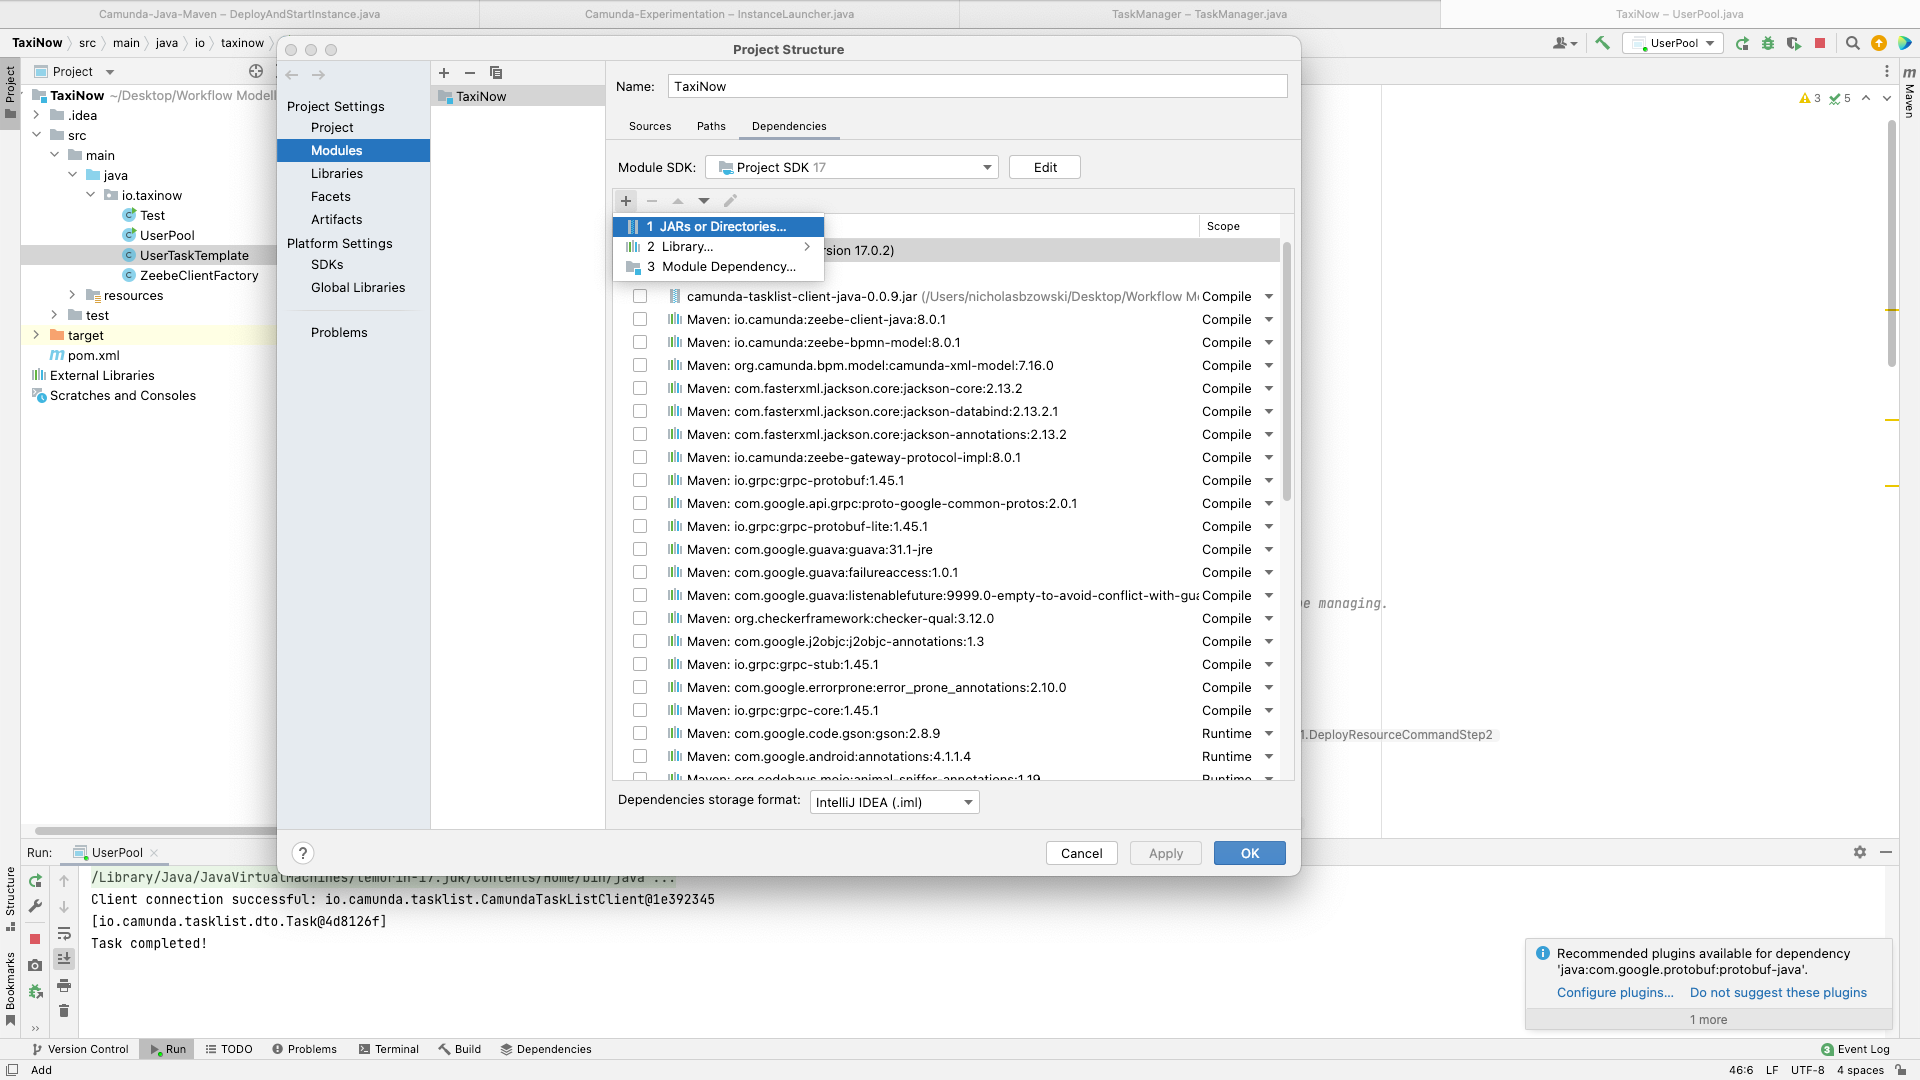 Camunda-Java-Maven – DeployAndStartInstance.java
Camunda-Experimentation – InstanceLauncher.java
TaskManager – TaskManager.java
TaxiNow – UserPool.java
TaxiNow
src
main
java
io
taxinow
UserPool
Project Structure
Project
Project
TaxiNow ~/Desktop/Workflow Modell
.idea
src
main
java
io.taxinow
Test
UserPool
UserTaskTemplate
ZeebeClientFactory
resources
test
target
pom.xml
External Libraries
Scratches and Consoles
Project Settings
Project
Modules
Libraries
Facets
Artifacts
Platform Settings
SDKs
Global Libraries
Problems
TaxiNow
Name: TaxiNow
Sources
Paths
Dependencies
Module SDK: Project SDK 17
Edit
1 JARs or Directories...
2 Library...
3 Module Dependency...
Scope
rsion 17.0.2)
camunda-tasklist-client-java-0.0.9.jar (/Users/nicholasbzowski/Desktop/Workflow Mo Compile
Maven: io.camunda:zeebe-client-java:8.0.1 Compile
Maven: io.camunda:zeebe-bpmn-model:8.0.1 Compile
Maven: org.camunda.bpm.model:camunda-xml-model:7.16.0 Compile
Maven: com.fasterxml.jackson.core:jackson-core:2.13.2 Compile
Maven: com.fasterxml.jackson.core:jackson-databind:2.13.2.1 Compile
Maven: com.fasterxml.jackson.core:jackson-annotations:2.13.2 Compile
Maven: io.camunda:zeebe-gateway-protocol-impl:8.0.1 Compile
Maven: io.grpc:grpc-protobuf:1.45.1 Compile
Maven: com.google.api.grpc:proto-google-common-protos:2.0.1 Compile
Maven: io.grpc:grpc-protobuf-lite:1.45.1 Compile
Maven: com.google.guava:guava:31.1-jre Compile
Maven: com.google.guava:failureaccess:1.0.1 Compile
Maven: com.google.guava:listenablefuture:9999.0-empty-to-avoid-conflict-with-gua Compile
Maven: org.checkerframework:checker-qual:3.12.0 Compile
Maven: com.google.j2objc:j2objc-annotations:1.3 Compile
Maven: io.grpc:grpc-stub:1.45.1 Compile
Maven: com.google.errorprone:error_prone_annotations:2.10.0 Compile
Maven: io.grpc:grpc-core:1.45.1 Compile
Maven: com.google.code.gson:gson:2.8.9 Runtime
Maven: com.google.android:annotations:4.1.1.4 Runtime
Maven: org.codehaus.mojo:animal-sniffer-annotations:1.19 Runtime
Dependencies storage format: IntelliJ IDEA (.iml)
?
Cancel
Apply
OK
3
5
m
Maven
e managing.
1.DeployResourceCommandStep2
Run: UserPool
/Library/Java/JavaVirtualMachines/temurin-17.jdk/Contents/Home/bin/java ...
Client connection successful: io.camunda.tasklist.CamundaTaskListClient@1e392345
[io.camunda.tasklist.dto.Task@4d8126f]
Task completed!
Structure
Bookmarks
Recommended plugins available for dependency
'java:com.google.protobuf:protobuf-java'.
Configure plugins...
Do not suggest these plugins
1 more
Version Control
Run
TODO
Problems
Terminal
Build
Dependencies
3 Event Log
Add
46:6
LF
UTF-8
4 spaces